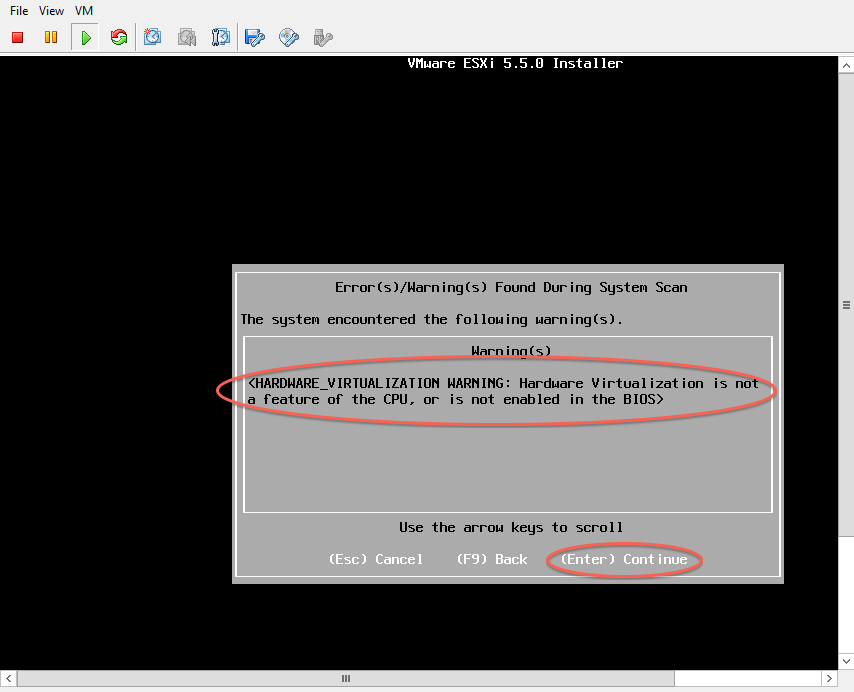 File View VM
VMware ESXi 5.5.0 Installer
Error(s)/Warning(s) Found During System Scan
The system encountered the following warning(s).
Warning(s)
<HARDWARE_VIRTUALIZATION WARNING: Hardware Virtualization is not
a feature of the CPU, or is not enabled in the BIOS>
Use the arrow keys to scroll
(Esc) Cancel (F9) Back (Enter) Continue